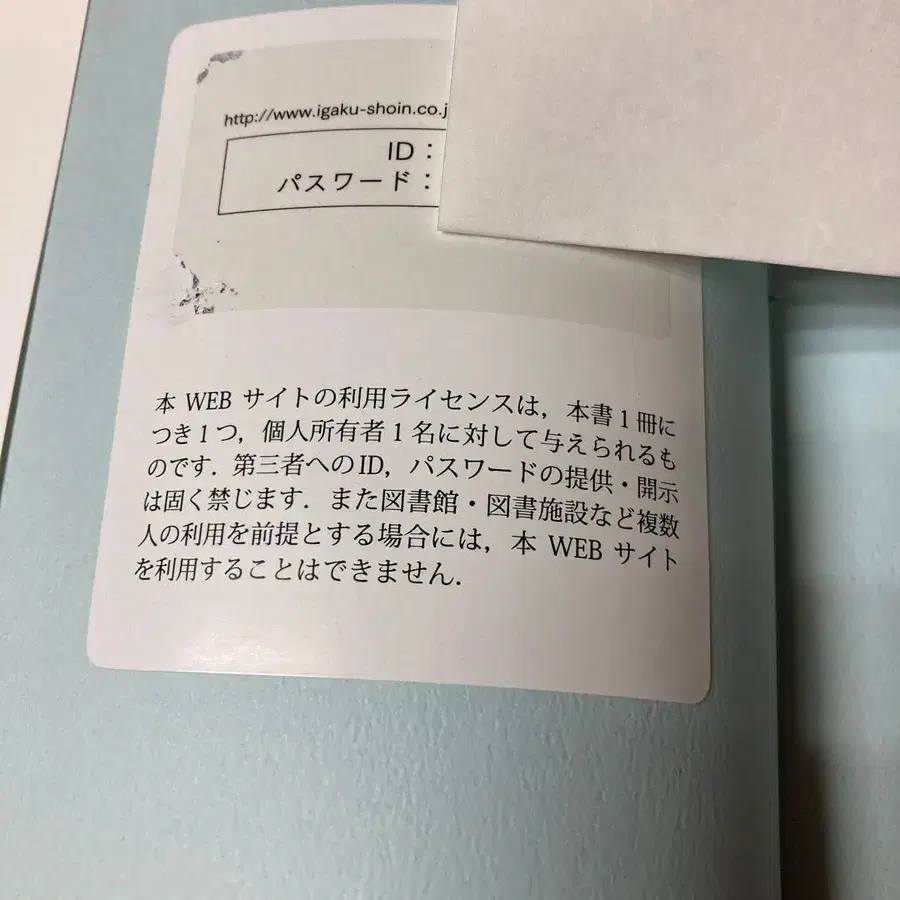 http://www.igaku-shoin.co.j
ID：
パスワード：
本 WEB サイトの利用ライセンスは，本書1冊に
つき1つ，個人所有者1名に対して与えられるも
のです．第三者へのID，パスワードの提供・開示
は固く禁じます．また図書館・図書施設など複数
人の利用を前提とする場合には，本 WEB サイト
を利用することはできません．